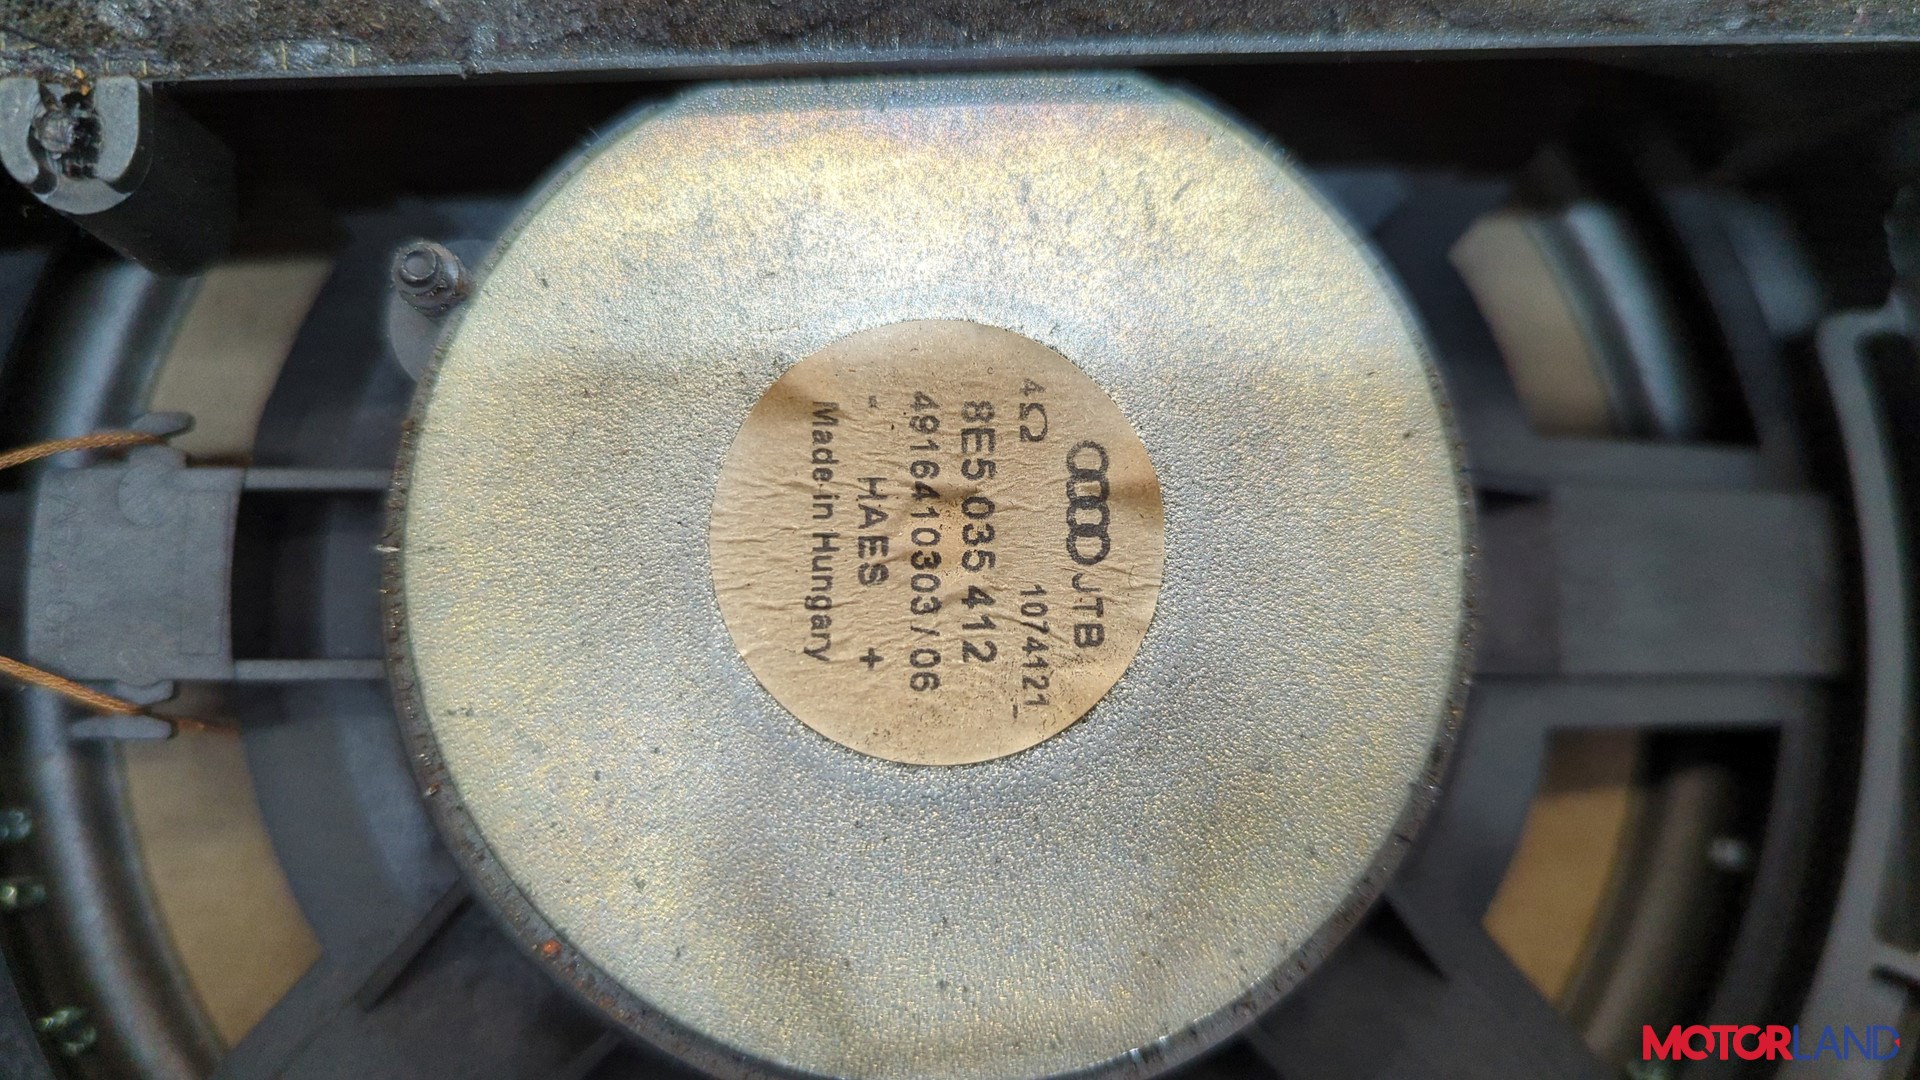 JTB
4Ω 1074121
8E5 035 412
4916410303/06
- HAES +
Made in Hungary
MOTORLAND